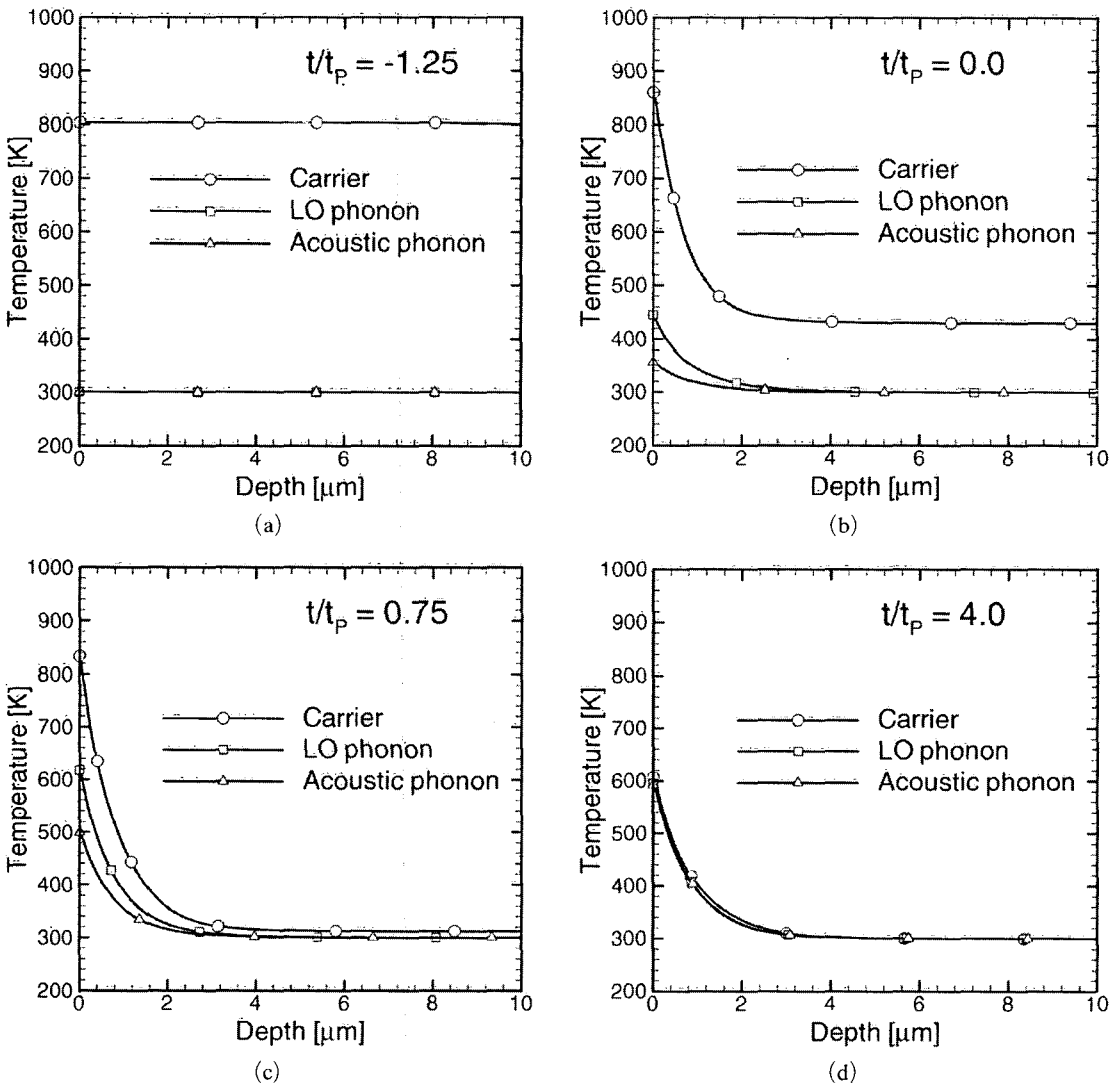 1000
900
800
700
600
500
400
300
200
Temperature [K]
t/tP = -1.25
Carrier
LO phonon
Acoustic phonon
0 2 4 6 8 10
Depth [μm]
(a)
1000
900
800
700
600
500
400
300
200
Temperature [K]
t/tP = 0.0
Carrier
LO phonon
Acoustic phonon
0 2 4 6 8 10
Depth [μm]
(b)
1000
900
800
700
600
500
400
300
200
Temperature [K]
t/tP = 0.75
Carrier
LO phonon
Acoustic phonon
0 2 4 6 8 10
Depth [μm]
(c)
1000
900
800
700
600
500
400
300
200
Temperature [K]
t/tP = 4.0
Carrier
LO phonon
Acoustic phonon
0 2 4 6 8 10
Depth [μm]
(d)